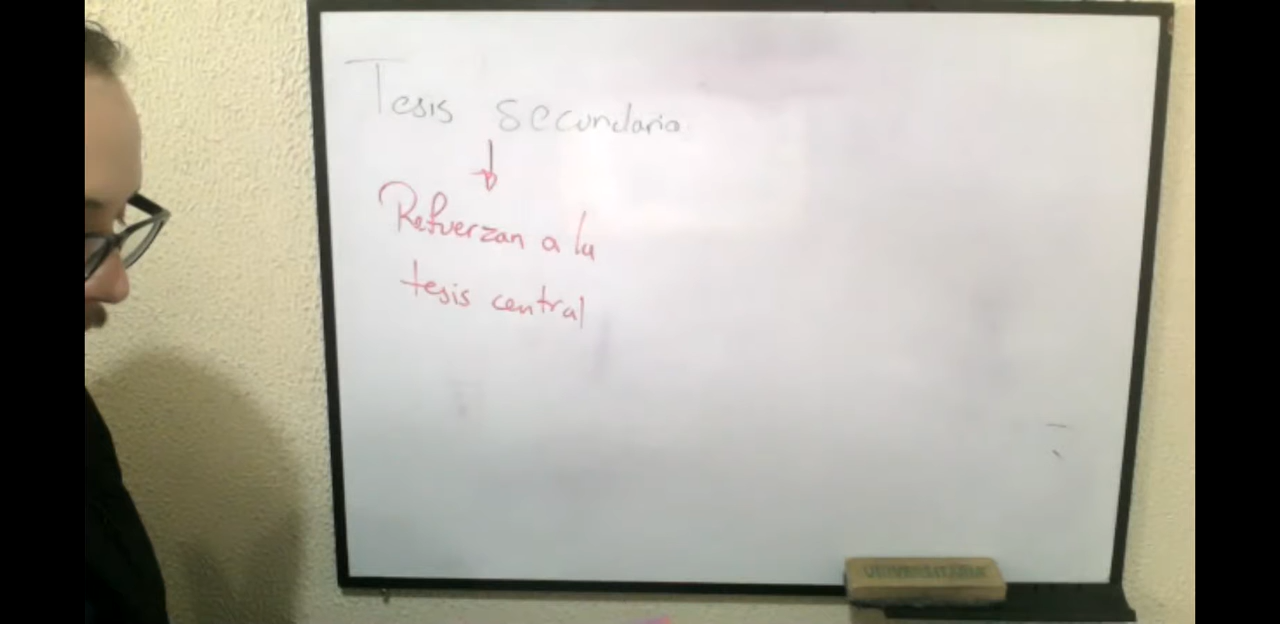 Tesis secundaria
Refuerzan a la
tesis central